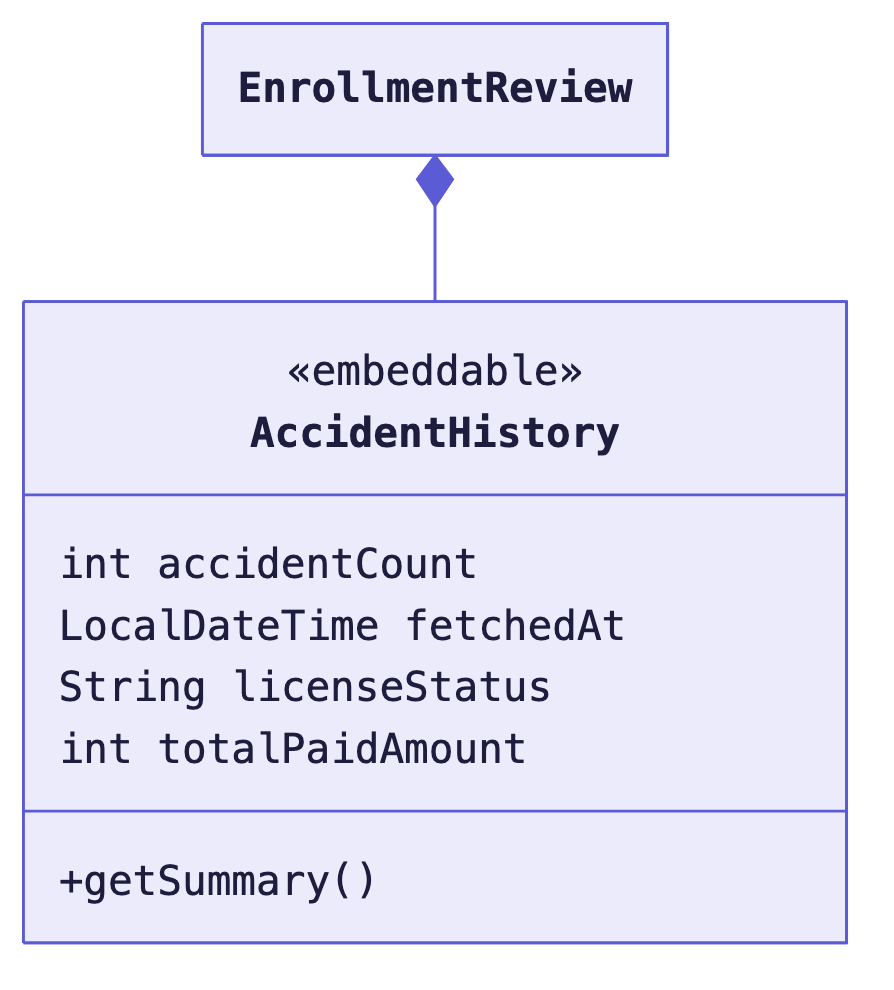 EnrollmentReview
«embeddable»
AccidentHistory
int accidentCount
LocalDateTime fetchedAt
String licenseStatus
int totalPaidAmount
+getSummary()